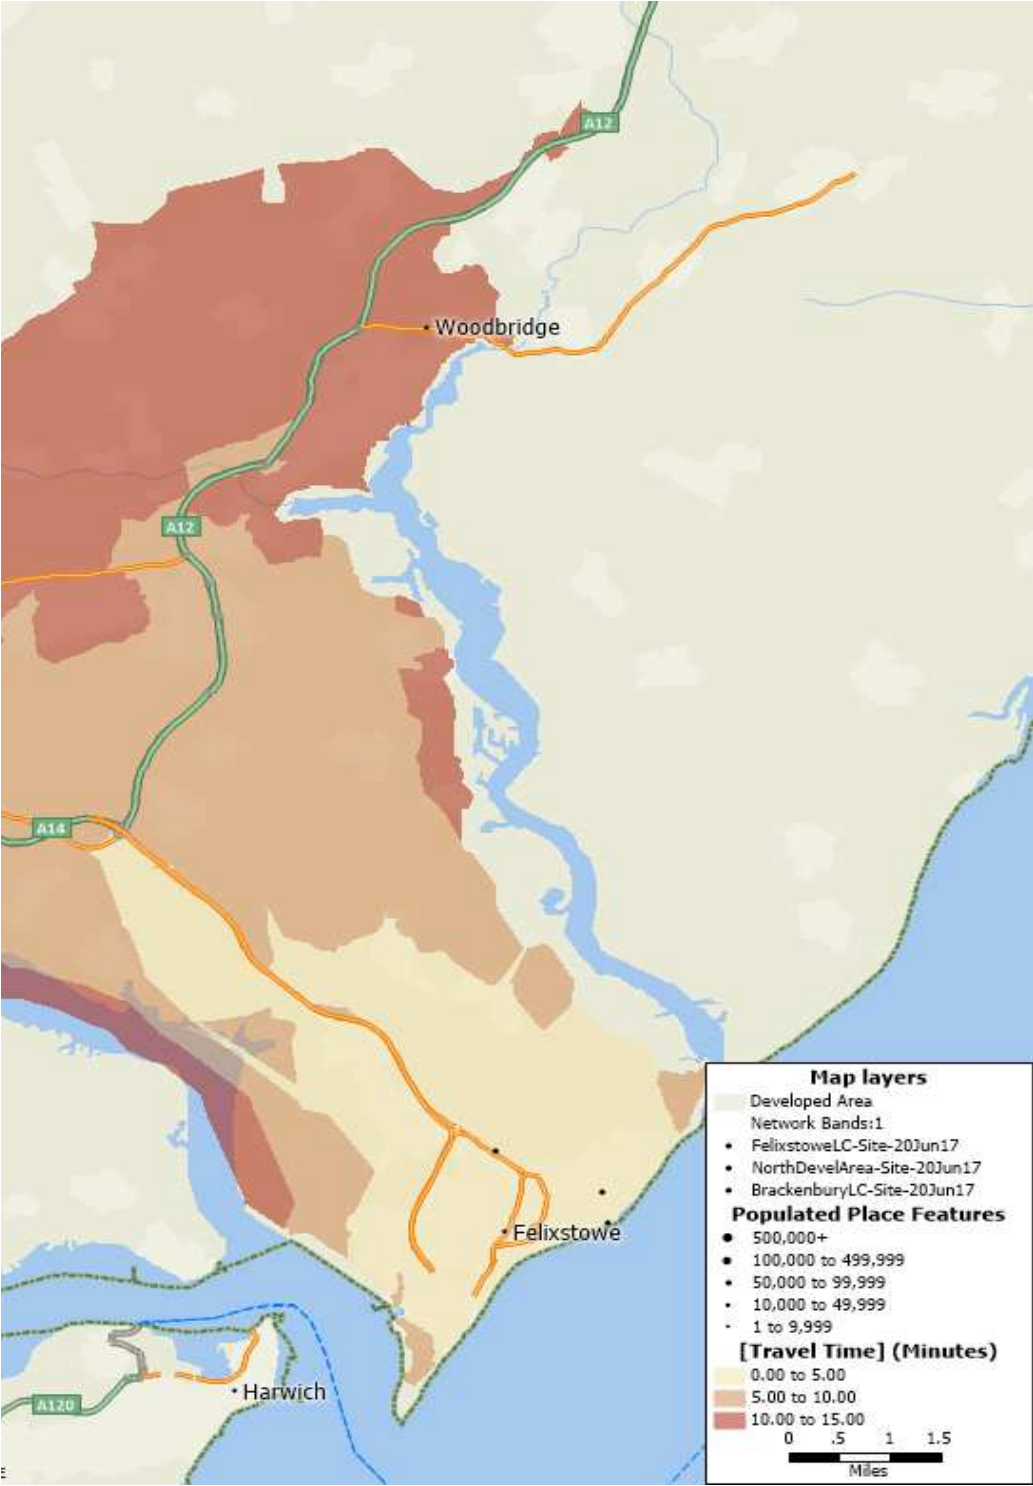 A12
Woodbridge
A12
A14
Felixstowe
Harwich
A120
Map layers
Developed Area
Network Bands:1
FelixstoweLC-Site-20Jun17
NorthDevelArea-Site-20Jun17
BrackenburyLC-Site-20Jun17
Populated Place Features
500,000+
100,000 to 499,999
50,000 to 99,999
10,000 to 49,999
1 to 9,999
[Travel Time] (Minutes)
0.00 to 5.00
5.00 to 10.00
10.00 to 15.00
0 .5 1 1.5
Miles